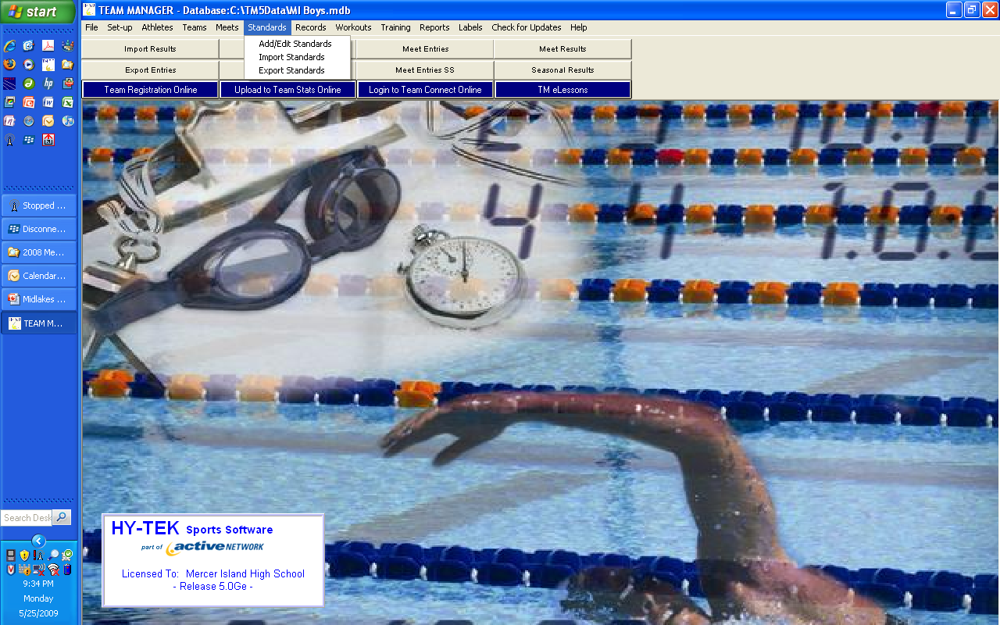 start
TEAM MANAGER - Database:C:\TM5Data\MI Boys.mdb
File Set-up Athletes Teams Meets Standards Records Workouts Training Reports Labels Check for Updates Help
Add/Edit Standards
Import Standards
Export Standards
Import Results Meet Entries Meet Results
Export Entries Meet Entries SS Seasonal Results
Team Registration Online Upload to Team Stats Online Login to Team Connect Online TM eLessons
Stopped ...
Disconne...
2008 Me...
Calendar...
Midlakes ...
TEAM M...
Search Desk
9:34 PM
Monday
5/25/2009
4
HY-TEK Sports Software
part of active NETWORK
Licensed To: Mercer Island High School
- Release 5.0Ge -